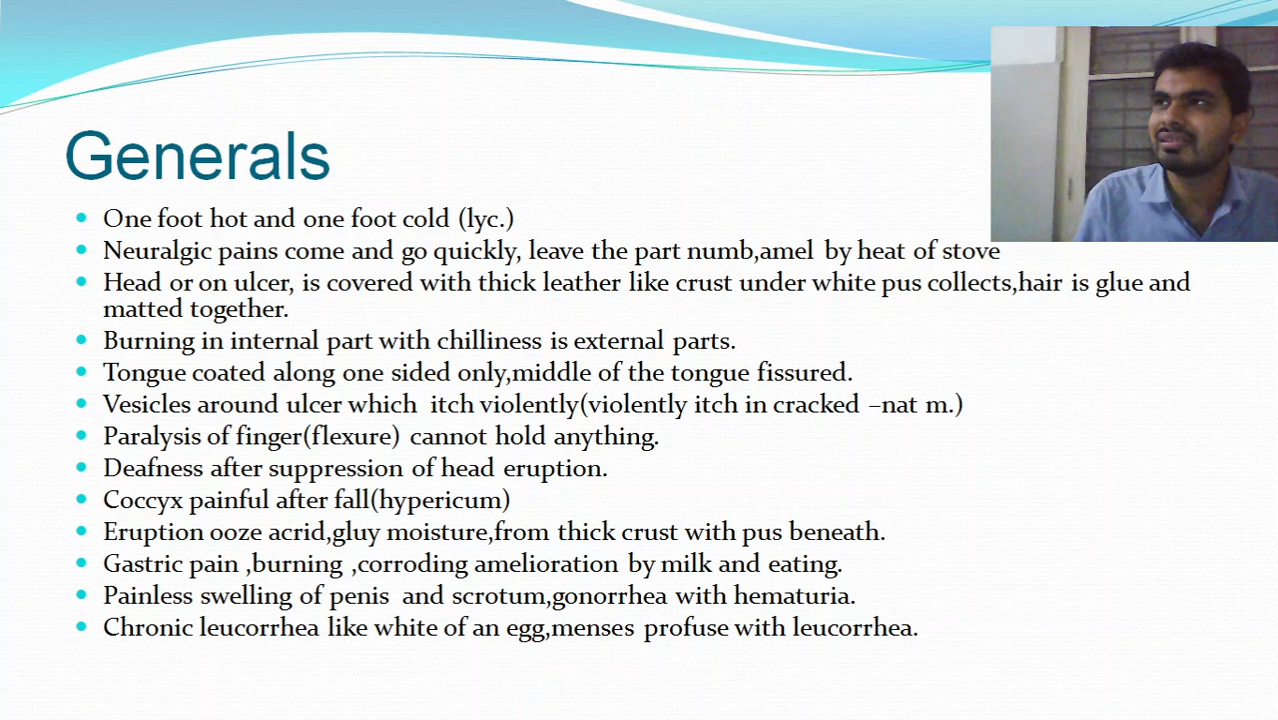 Generals
One foot hot and one foot cold (lyc.)
Neuralgic pains come and go quickly, leave the part numb,amel by heat of stove
Head or on ulcer, is covered with thick leather like crust under white pus collects,hair is glue and
matted together.
Burning in internal part with chilliness is external parts.
Tongue coated along one sided only,middle of the tongue fissured.
Vesicles around ulcer which itch violently(violently itch in cracked –nat m.)
Paralysis of finger(flexure) cannot hold anything.
Deafness after suppression of head eruption.
Coccyx painful after fall(hypericum)
Eruption ooze acrid,gluy moisture,from thick crust with pus beneath.
Gastric pain ,burning ,corroding amelioration by milk and eating.
Painless swelling of penis and scrotum,gonorrhea with hematuria.
Chronic leucorrhea like white of an egg,menses profuse with leucorrhea.